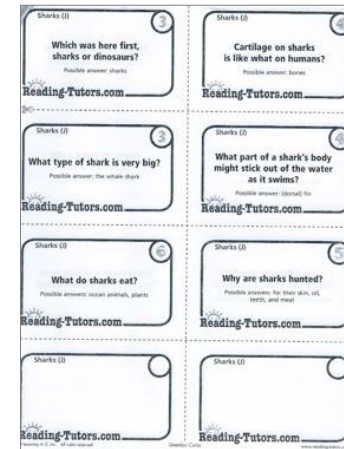 Sharks (J)
3
Which was here first,
sharks or dinosaurs?
Possible answer: sharks
Reading-Tutors.com
Sharks (J)
4
Cartilage on sharks
is like what on humans?
Possible answer: bones
Reading-Tutors.com
Sharks (J)
3
What type of shark is very big?
Possible answer: the whale shark
Reading-Tutors.com
Sharks (J)
4
What part of a shark's body
might stick out of the water
as it swims?
Possible answer: (dorsal) fin
Reading-Tutors.com
Sharks (J)
6
What do sharks eat?
Possible answers: ocean animals, plants
Reading-Tutors.com
Sharks (J)
5
Why are sharks hunted?
Possible answers: for their skin, oil,
teeth, and meat
Reading-Tutors.com
Sharks (J)
Reading-Tutors.com
Sharks (J)
Reading-Tutors.com
All rights reserved.
Question Cards